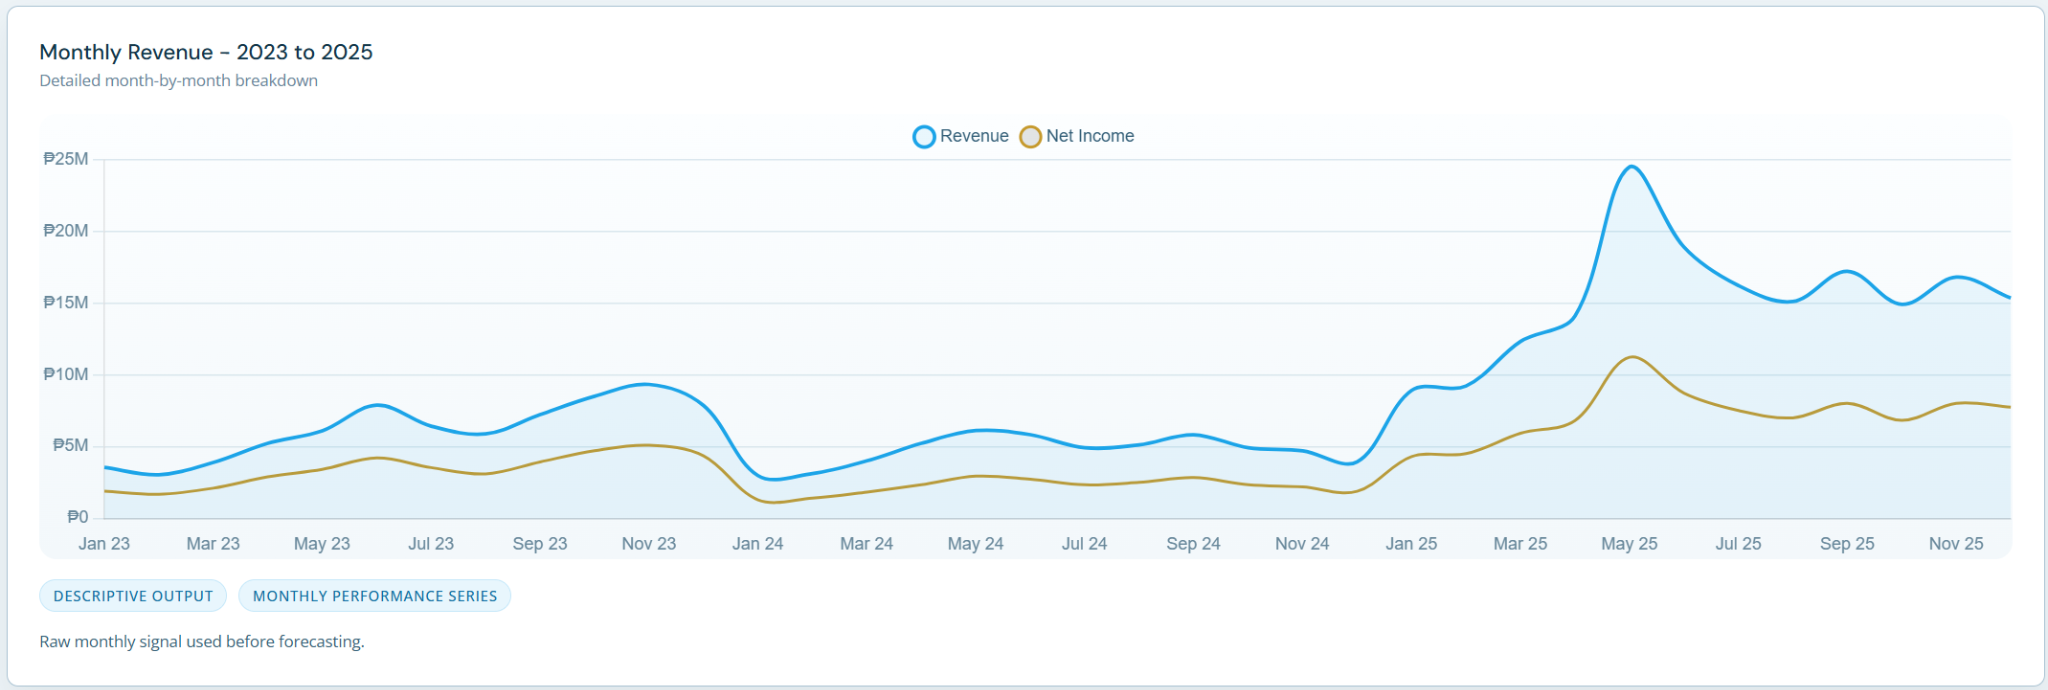 Monthly Revenue – 2023 to 2025
Detailed month-by-month breakdown
Revenue Net Income
₱25M
₱20M
₱15M
₱10M
₱5M
₱0
Jan 23 Mar 23 May 23 Jul 23 Sep 23 Nov 23 Jan 24 Mar 24 May 24 Jul 24 Sep 24 Nov 24 Jan 25 Mar 25 May 25 Jul 25 Sep 25 Nov 25
DESCRIPTIVE OUTPUT MONTHLY PERFORMANCE SERIES
Raw monthly signal used before forecasting.